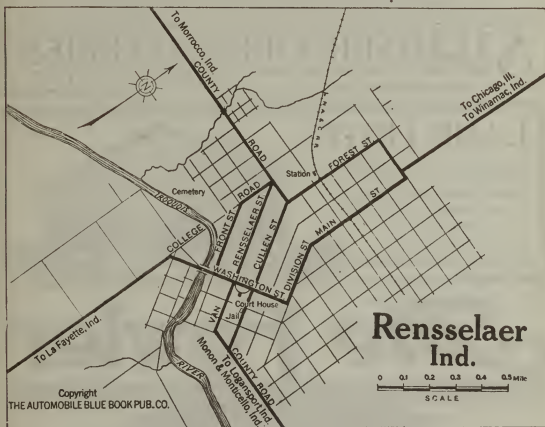 To Morrocco, Ind.
COUNTY
ROAD
N
To Chicago, Ill.
To Winamac, Ind.
Station
FOREST ST
MAIN ST
Cemetery
IROQUOIS
RIVER
COLLEGE
ROAD
FRONT ST
RENSSELAER ST
CULLEN ST
DIVISION ST
WASHINGTON ST
Court House
Jail
VAN
COUNTY ROAD
To La Fayette, Ind.
To Logansport, Ind.
Monon & Monticello, Ind.
Rensselaer
Ind.
0 0.1 0.2 0.3 0.4 0.5 Mile
SCALE
Copyright
THE AUTOMOBILE BLUE BOOK PUB. CO.